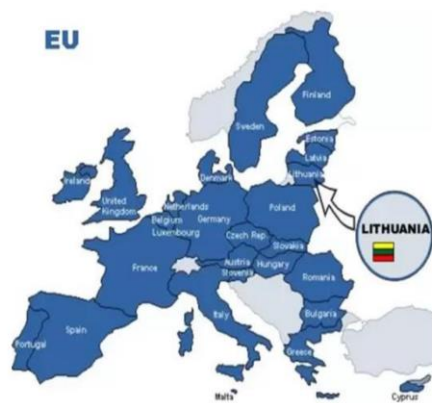 EU
Finland
Sweden
Estonia
Latvia
Lithuania
Denmark
Ireland
United
Kingdom
Netherlands
Belgium
Luxembourg
Germany
Poland
LITHUANIA
Czech Rep.
Slovakia
France
Austria
Slovenia
Hungary
Romania
Italy
Bulgaria
Portugal
Spain
Greece
Malta
Cyprus